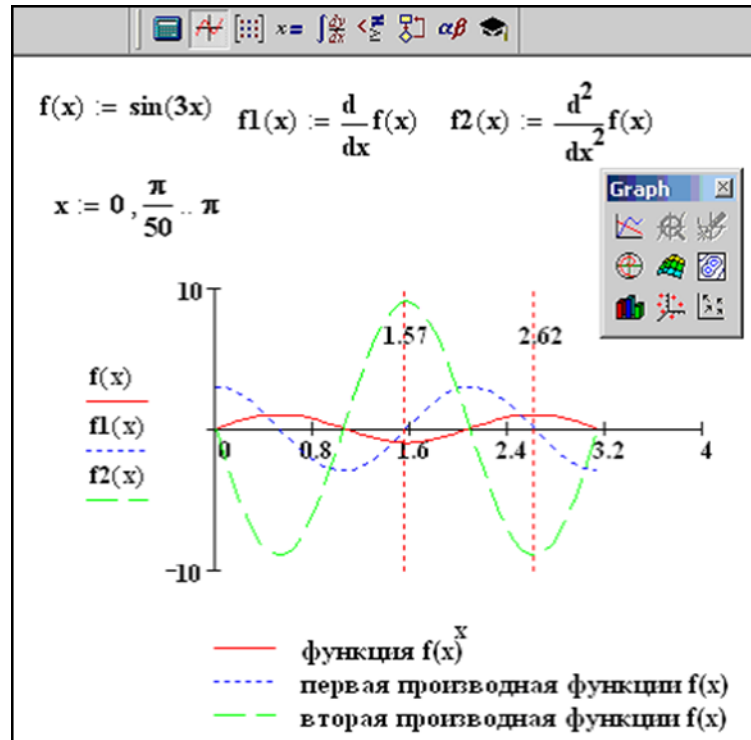 x =
αβ
f(x) := sin(3x)   f1(x) := d/dx f(x)   f2(x) := d²/dx² f(x)
x := 0 , π/50 .. π
Graph
10
1.57
2.62
f(x)
f1(x)
f2(x)
0
0.8
1.6
2.4
3.2
4
−10
x
функция f(x)
первая производная функции f(x)
вторая производная функции f(x)